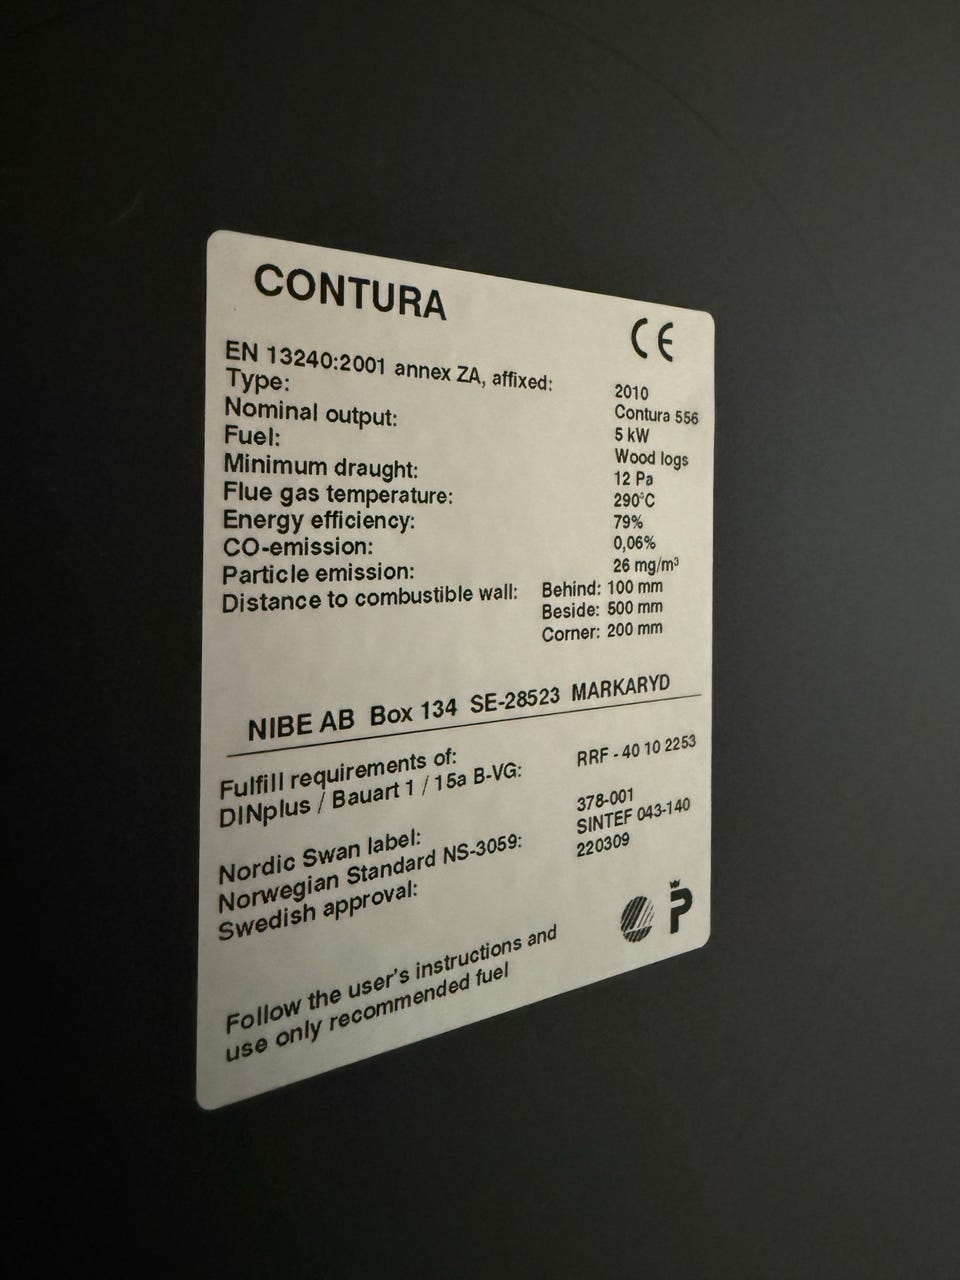 CONTURA
CE
EN 13240:2001 annex ZA, affixed: 2010
Type: Contura 556
Nominal output: 5 kW
Fuel: Wood logs
Minimum draught: 12 Pa
Flue gas temperature: 290°C
Energy efficiency: 79%
CO-emission: 0,06%
Particle emission: 26 mg/m³
Distance to combustible wall: Behind: 100 mm
Beside: 500 mm
Corner: 200 mm
NIBE AB Box 134 SE-28523 MARKARYD
Fulfill requirements of:
DINplus / Bauart 1 / 15a B-VG: RRF - 40 10 2253
Nordic Swan label: 378-001
Norwegian Standard NS-3059: SINTEF 043-140
Swedish approval: 220309
P
Follow the user's instructions and
use only recommended fuel